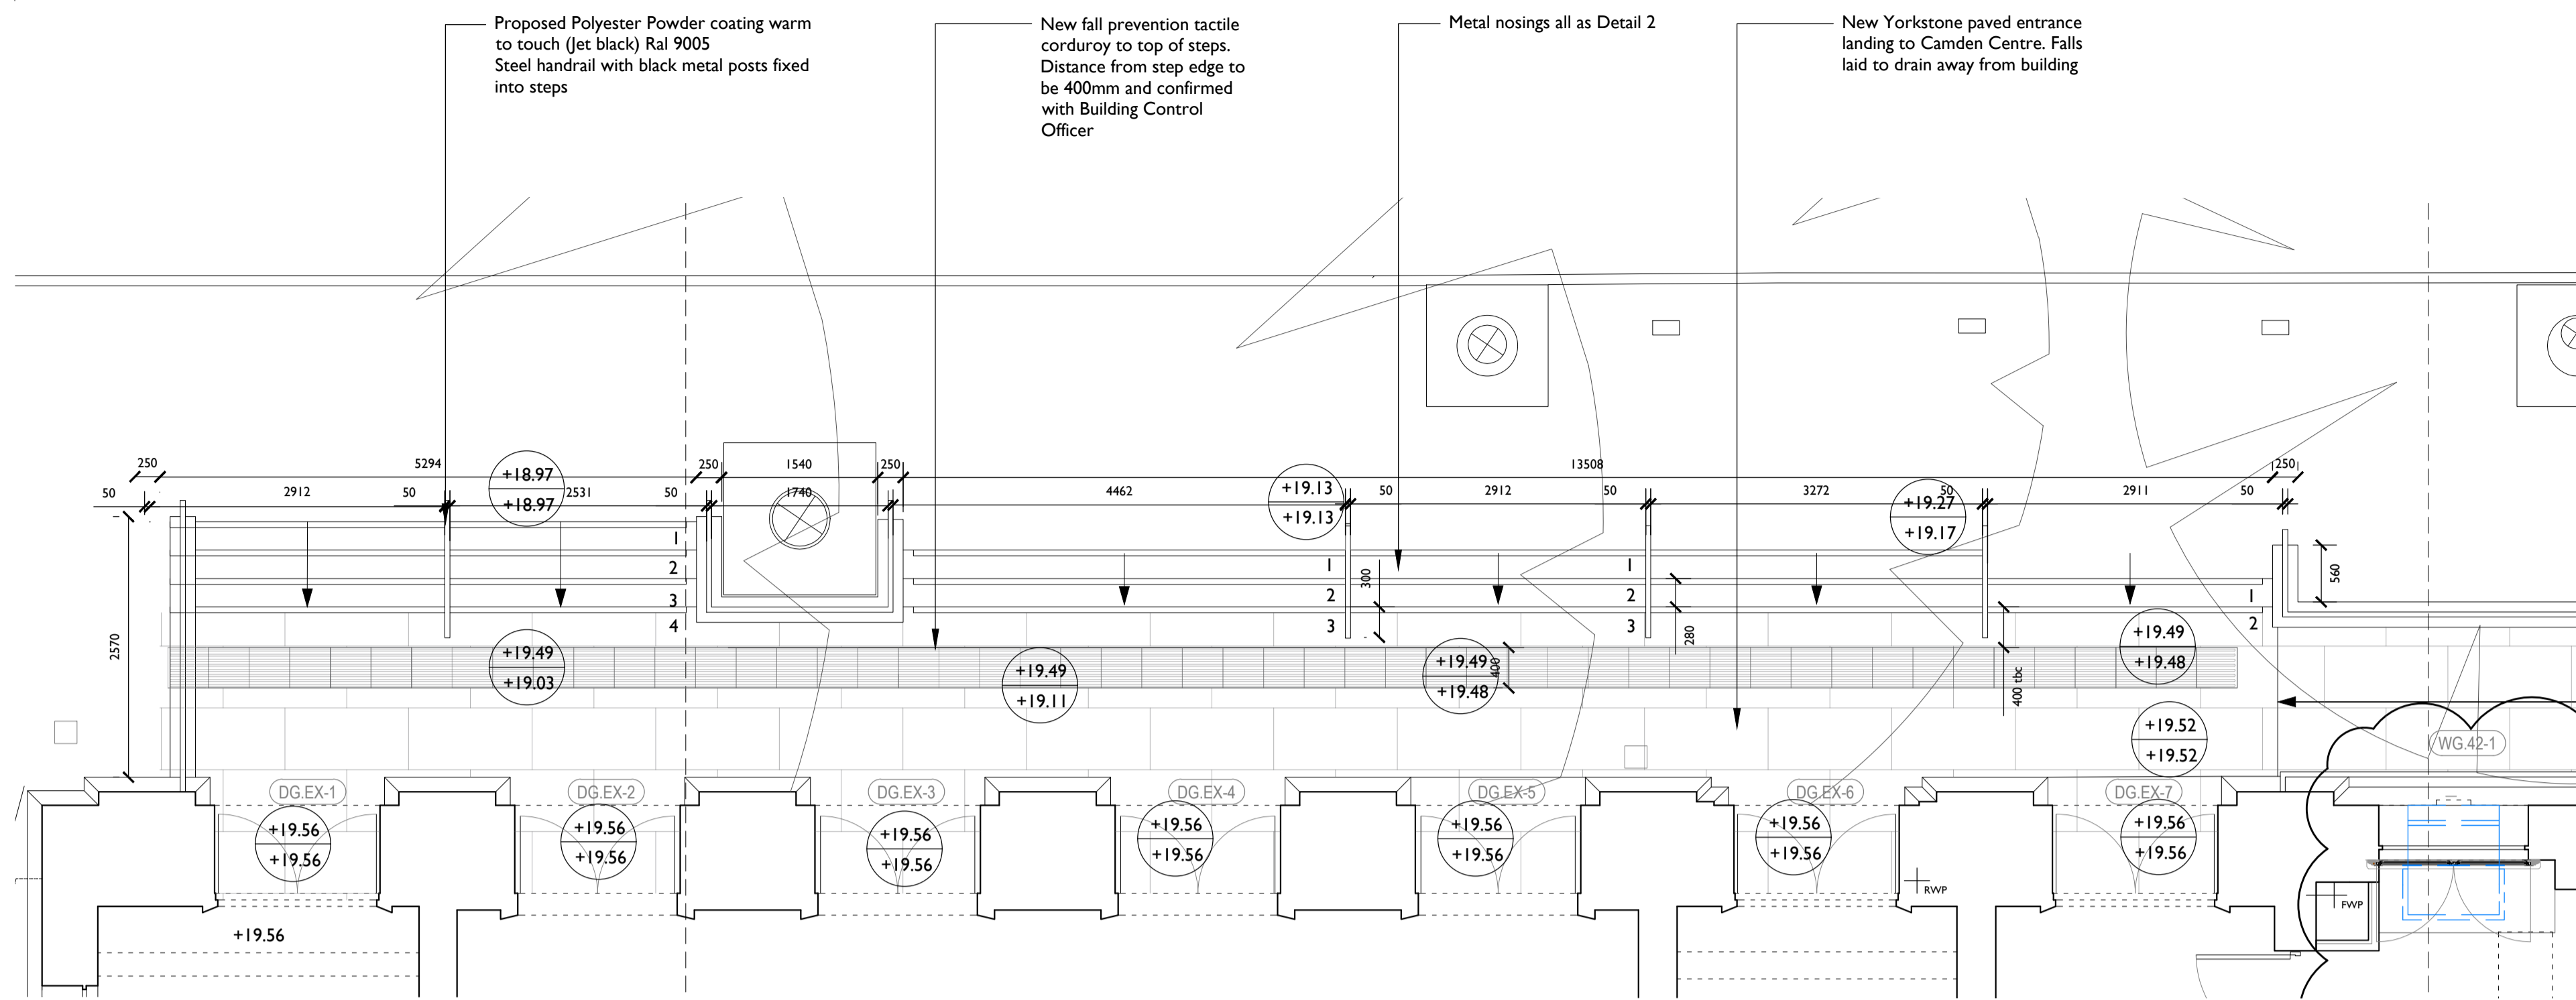 Proposed Polyester Powder coating warm
to touch (Jet black) Ral 9005
Steel handrail with black metal posts fixed
into steps
New fall prevention tactile
corduroy to top of steps.
Distance from step edge to
be 400mm and confirmed
with Building Control
Officer
Metal nosings all as Detail 2
New Yorkstone paved entrance
landing to Camden Centre. Falls
laid to drain away from building
250
5294
250
1540
250
13508
250
50
2912
50
2531
50
1740
4462
50
2912
50
3272
50
2911
50
+18.97
+18.97
+19.13
+19.13
+19.27
+19.17
1
2
3
4
1
2
3
1
2
3
1
2
300
280
560
2570
400
400 tbc
+19.49
+19.03
+19.49
+19.11
+19.49
+19.48
+19.49
+19.48
+19.52
+19.52
WG.42-1
DG.EX-1
DG.EX-2
DG.EX-3
DG.EX-4
DG.EX-5
DG.EX-6
DG.EX-7
+19.56
+19.56
+19.56
+19.56
+19.56
+19.56
+19.56
+19.56
+19.56
+19.56
+19.56
+19.56
+19.56
+19.56
RWP
FWP
+19.56